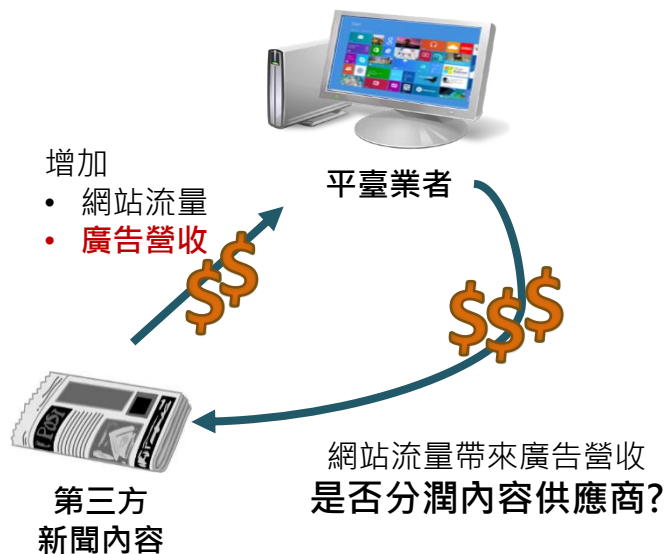 增加
• 網站流量
• 廣告營收
平臺業者
$$
$$$
第三方
新聞內容
網站流量帶來廣告營收
是否分潤內容供應商?